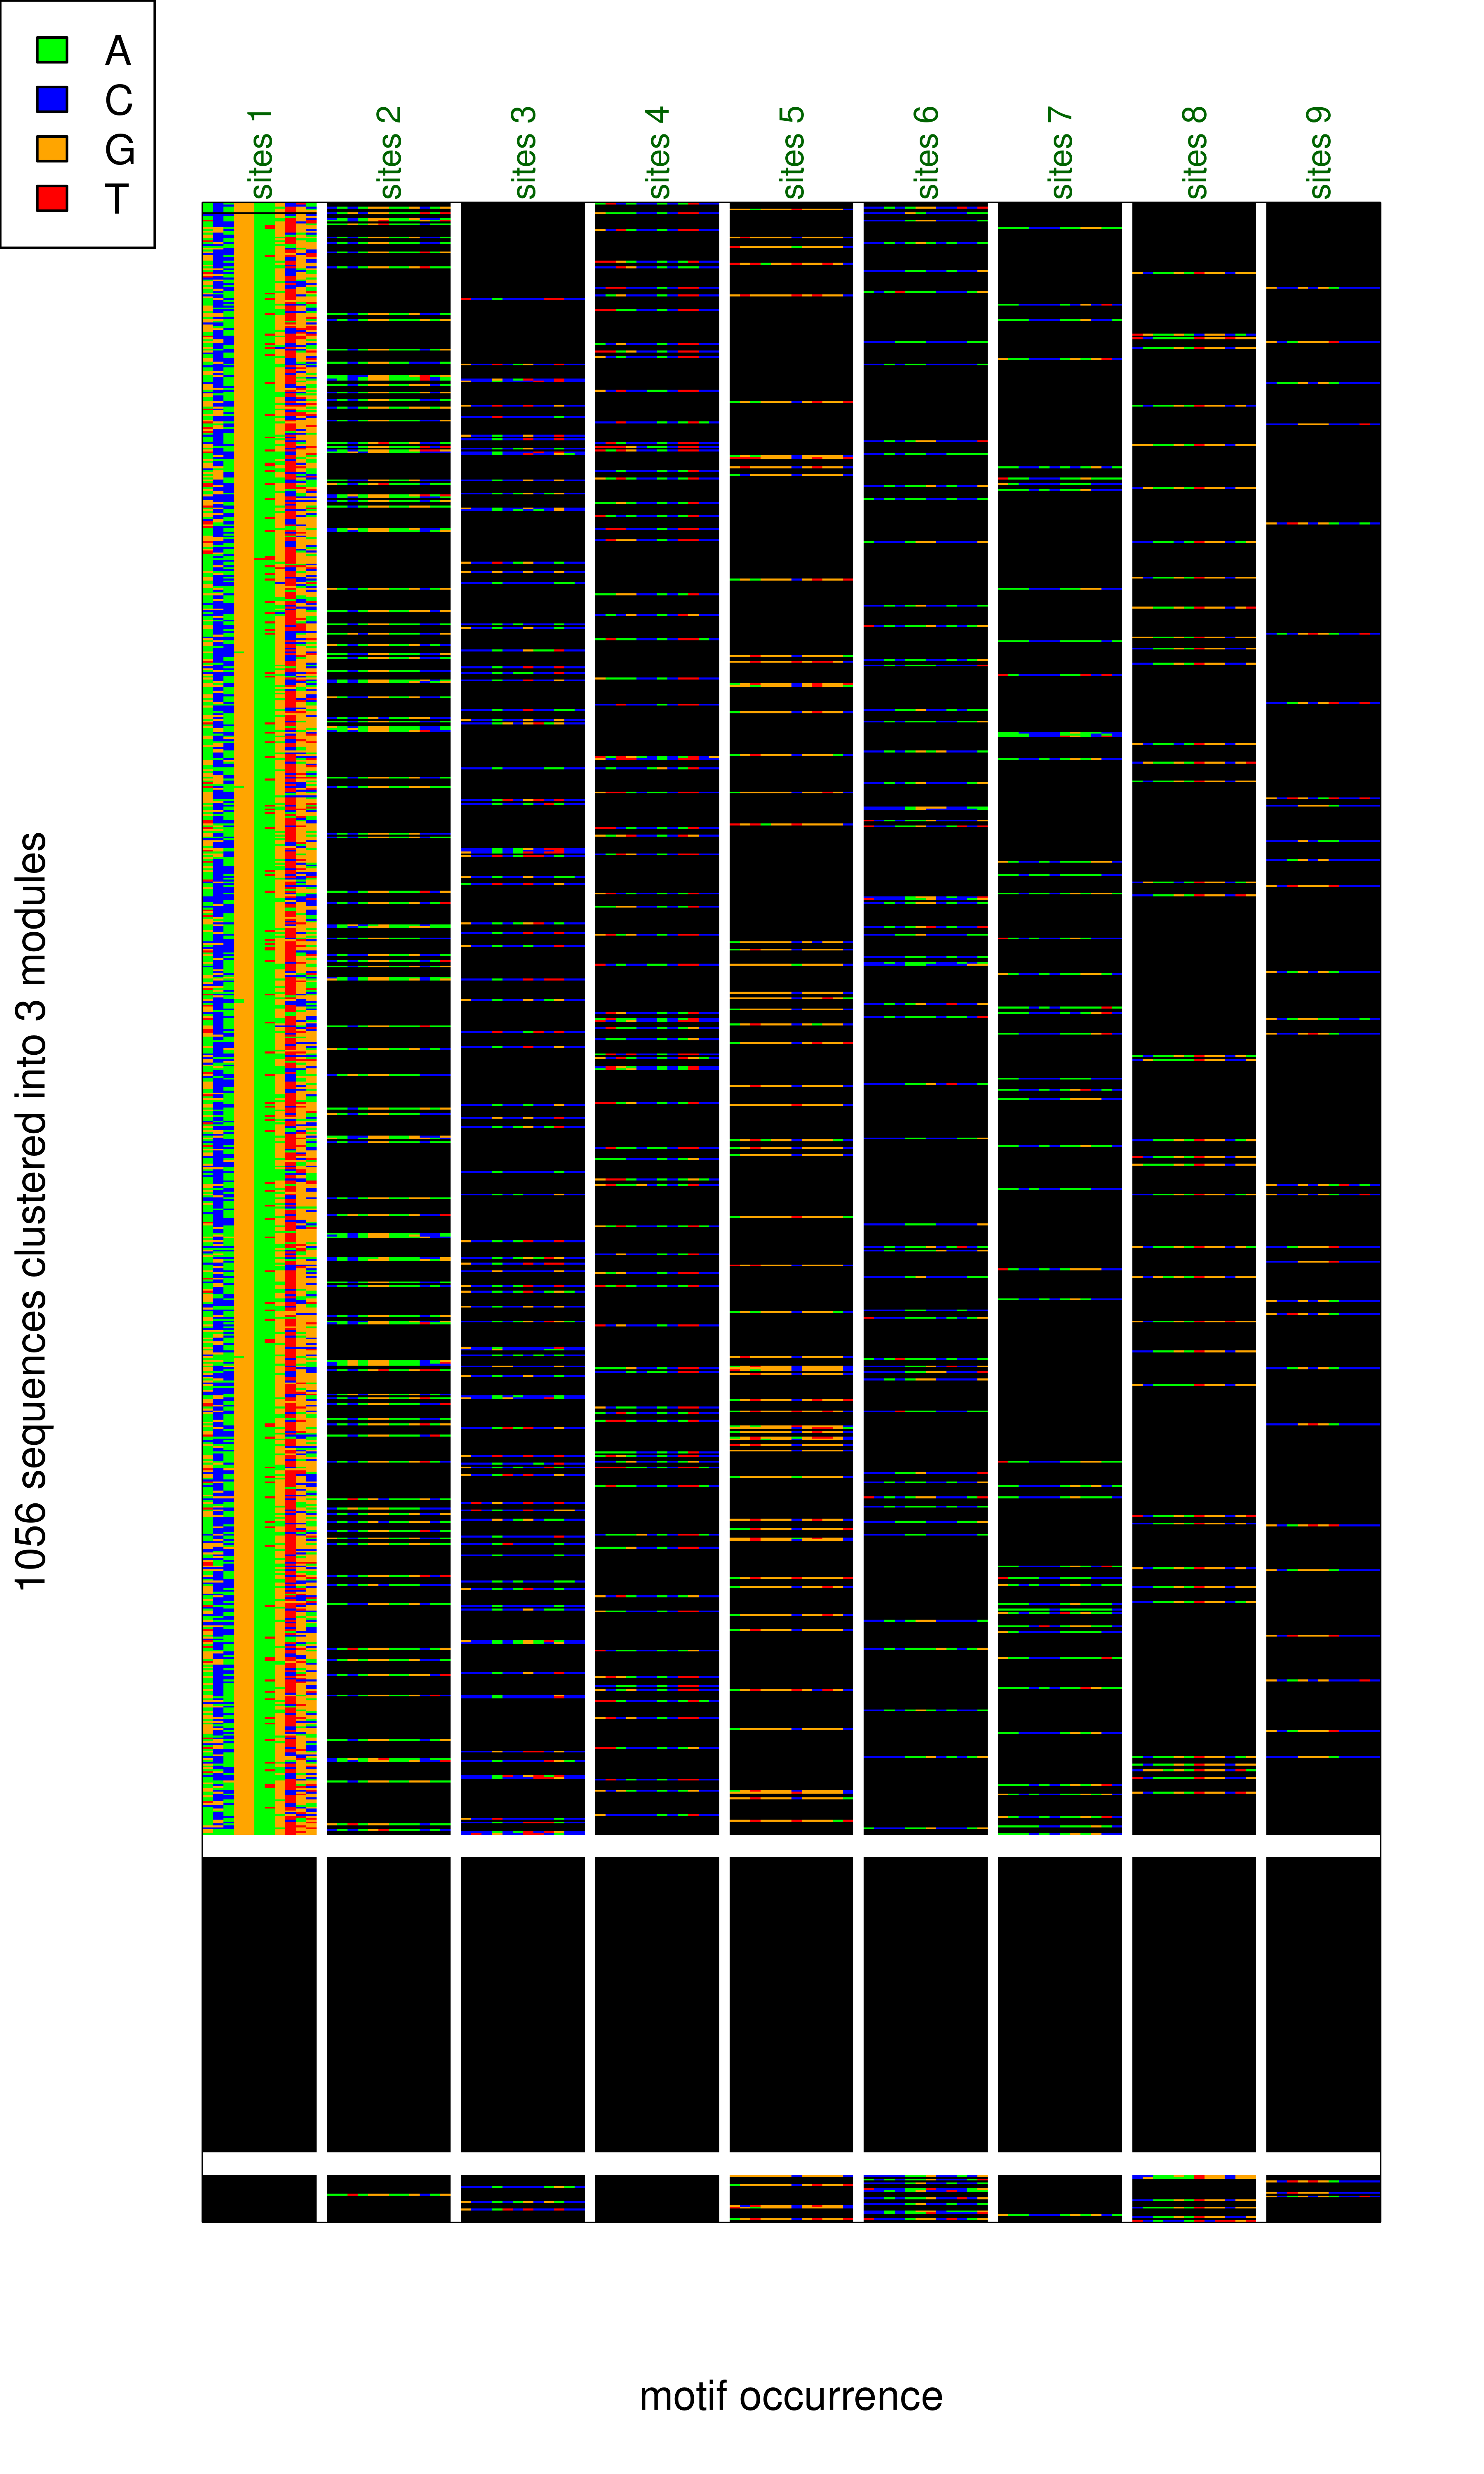 A
C
G
T
sites 1
sites 2
sites 3
sites 4
sites 5
sites 6
sites 7
sites 8
sites 9
1056 sequences clustered into 3 modules
motif occurrence